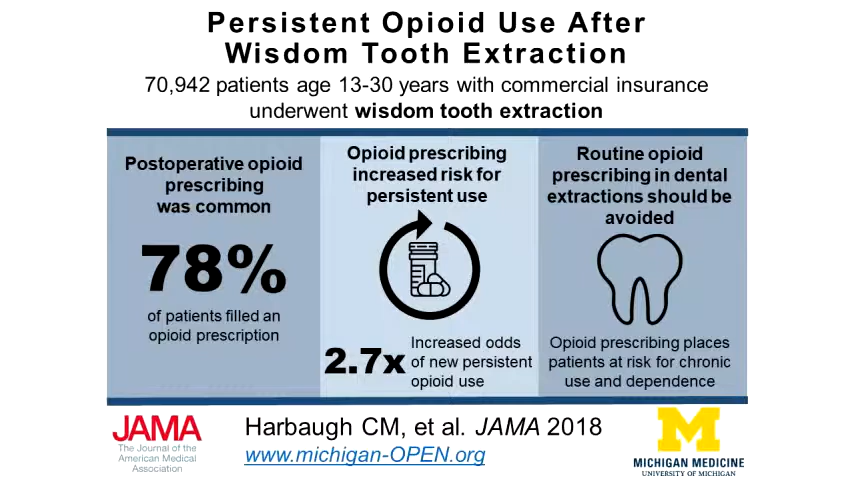 Persistent Opioid Use After
Wisdom Tooth Extraction
70,942 patients age 13-30 years with commercial insurance
underwent wisdom tooth extraction
Postoperative opioid
prescribing
was common
78%
of patients filled an
opioid prescription
Opioid prescribing
increased risk for
persistent use
2.7x
Increased odds
of new persistent
opioid use
Routine opioid
prescribing in dental
extractions should be
avoided
Opioid prescribing places
patients at risk for chronic
use and dependence
JAMA
The Journal of the
American Medical
Association
Harbaugh CM, et al. JAMA 2018
www.michigan-OPEN.org
M
MICHIGAN MEDICINE
UNIVERSITY OF MICHIGAN